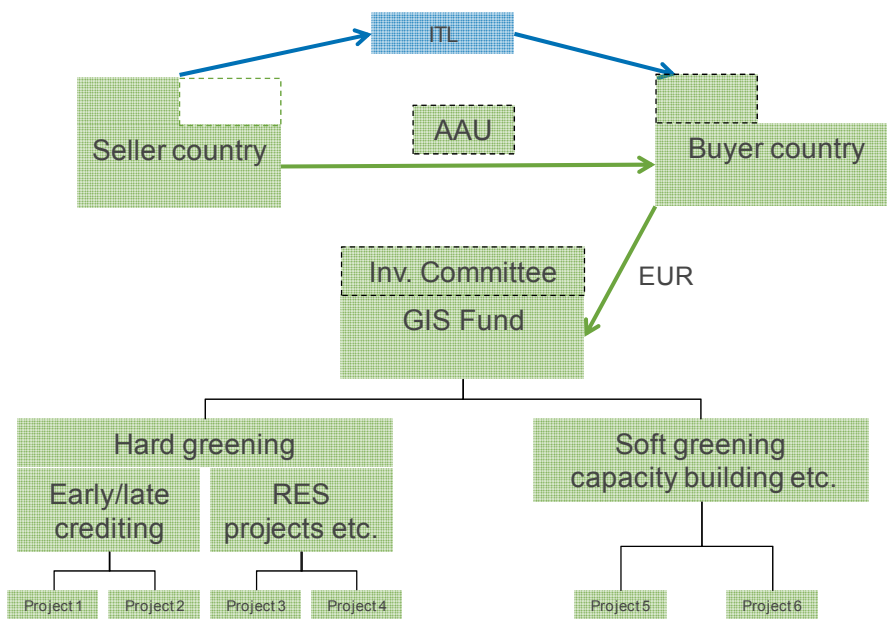 ITL
AAU
Seller country
Buyer country
Inv. Committee
EUR
GIS Fund
Hard greening
Soft greening
capacity building etc.
Early/late
crediting
RES
projects etc.
Project 1
Project 2
Project 3
Project 4
Project 5
Project 6